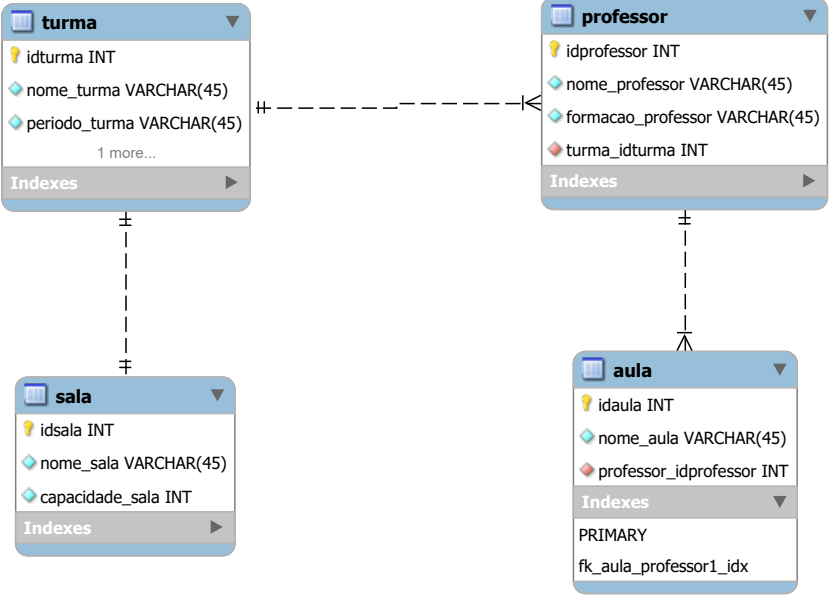 turma
idturma INT
nome_turma VARCHAR(45)
periodo_turma VARCHAR(45)
1 more...
Indexes
professor
idprofessor INT
nome_professor VARCHAR(45)
formacao_professor VARCHAR(45)
turma_idturma INT
Indexes
sala
idsala INT
nome_sala VARCHAR(45)
capacidade_sala INT
Indexes
aula
idaula INT
nome_aula VARCHAR(45)
professor_idprofessor INT
Indexes
PRIMARY
fk_aula_professor1_idx